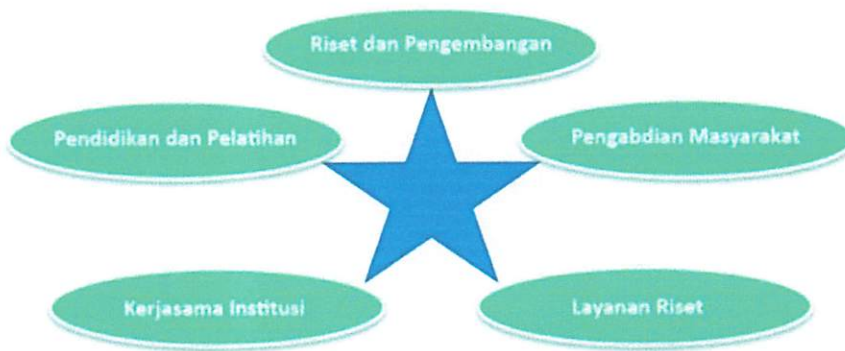 Riset dan Pengembangan
Pendidikan dan Pelatihan
Pengabdian Masyarakat
Kerjasama Institusi
Layanan Riset